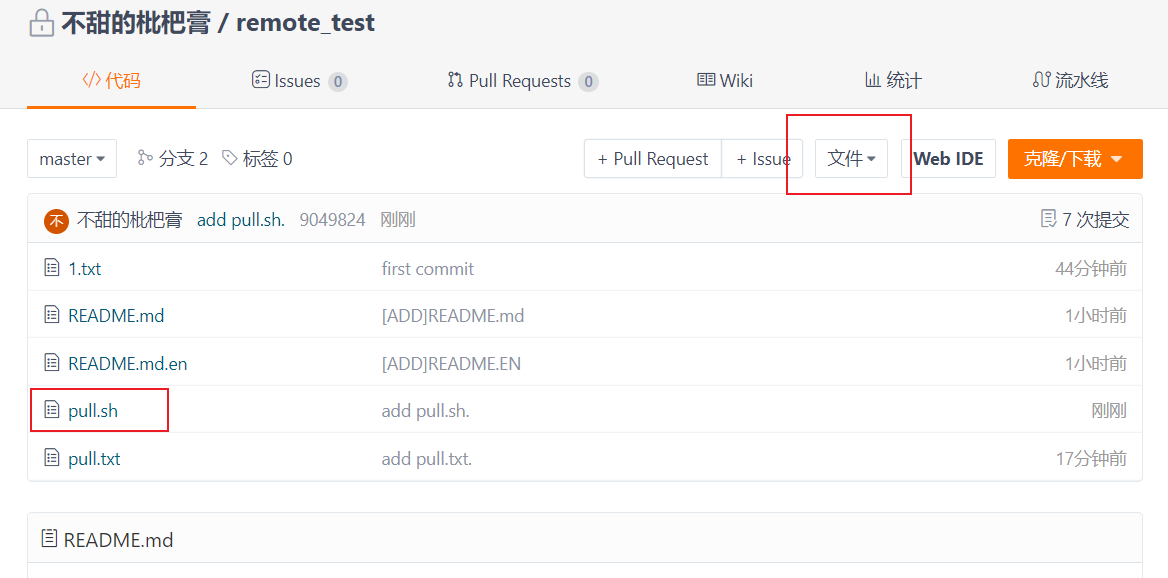 不甜的枇杷膏 / remote_test
代码 Issues 0 Pull Requests 0 Wiki 统计 流水线
master 分支 2 标签 0 + Pull Request + Issue 文件 Web IDE 克隆/下载
不 不甜的枇杷膏 add pull.sh. 9049824 刚刚 7 次提交
1.txt first commit 44分钟前
README.md [ADD]README.md 1小时前
README.md.en [ADD]README.EN 1小时前
pull.sh add pull.sh. 刚刚
pull.txt add pull.txt. 17分钟前
README.md